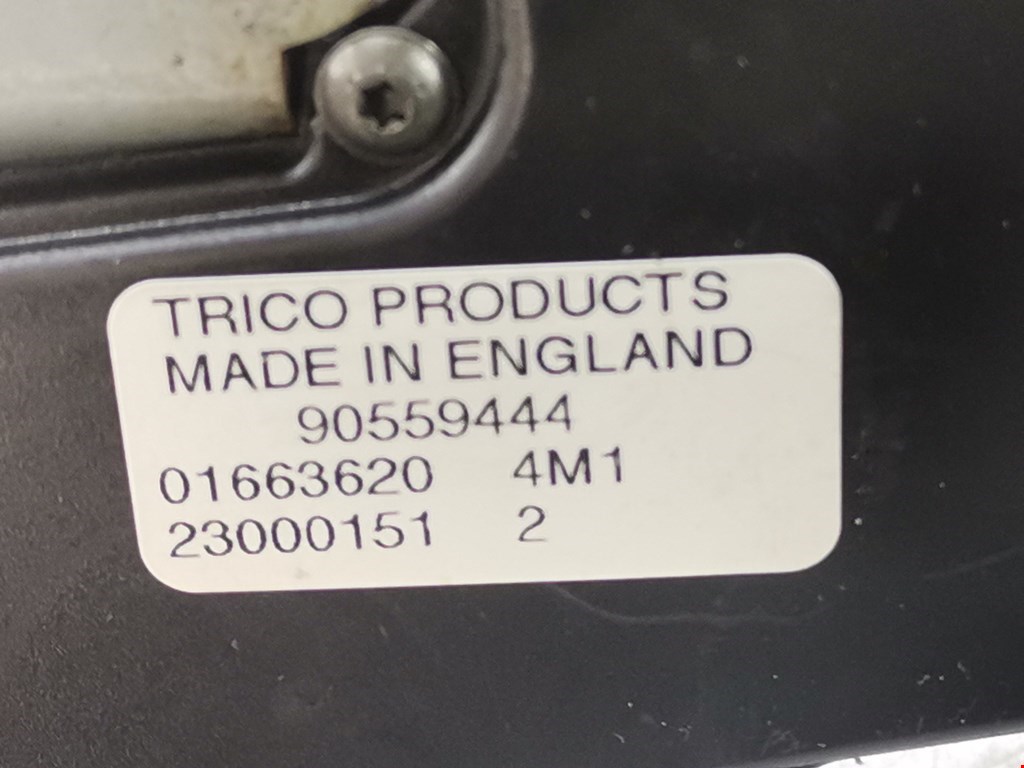 TRICO PRODUCTS
MADE IN ENGLAND
90559444
01663620 4M1
23000151 2